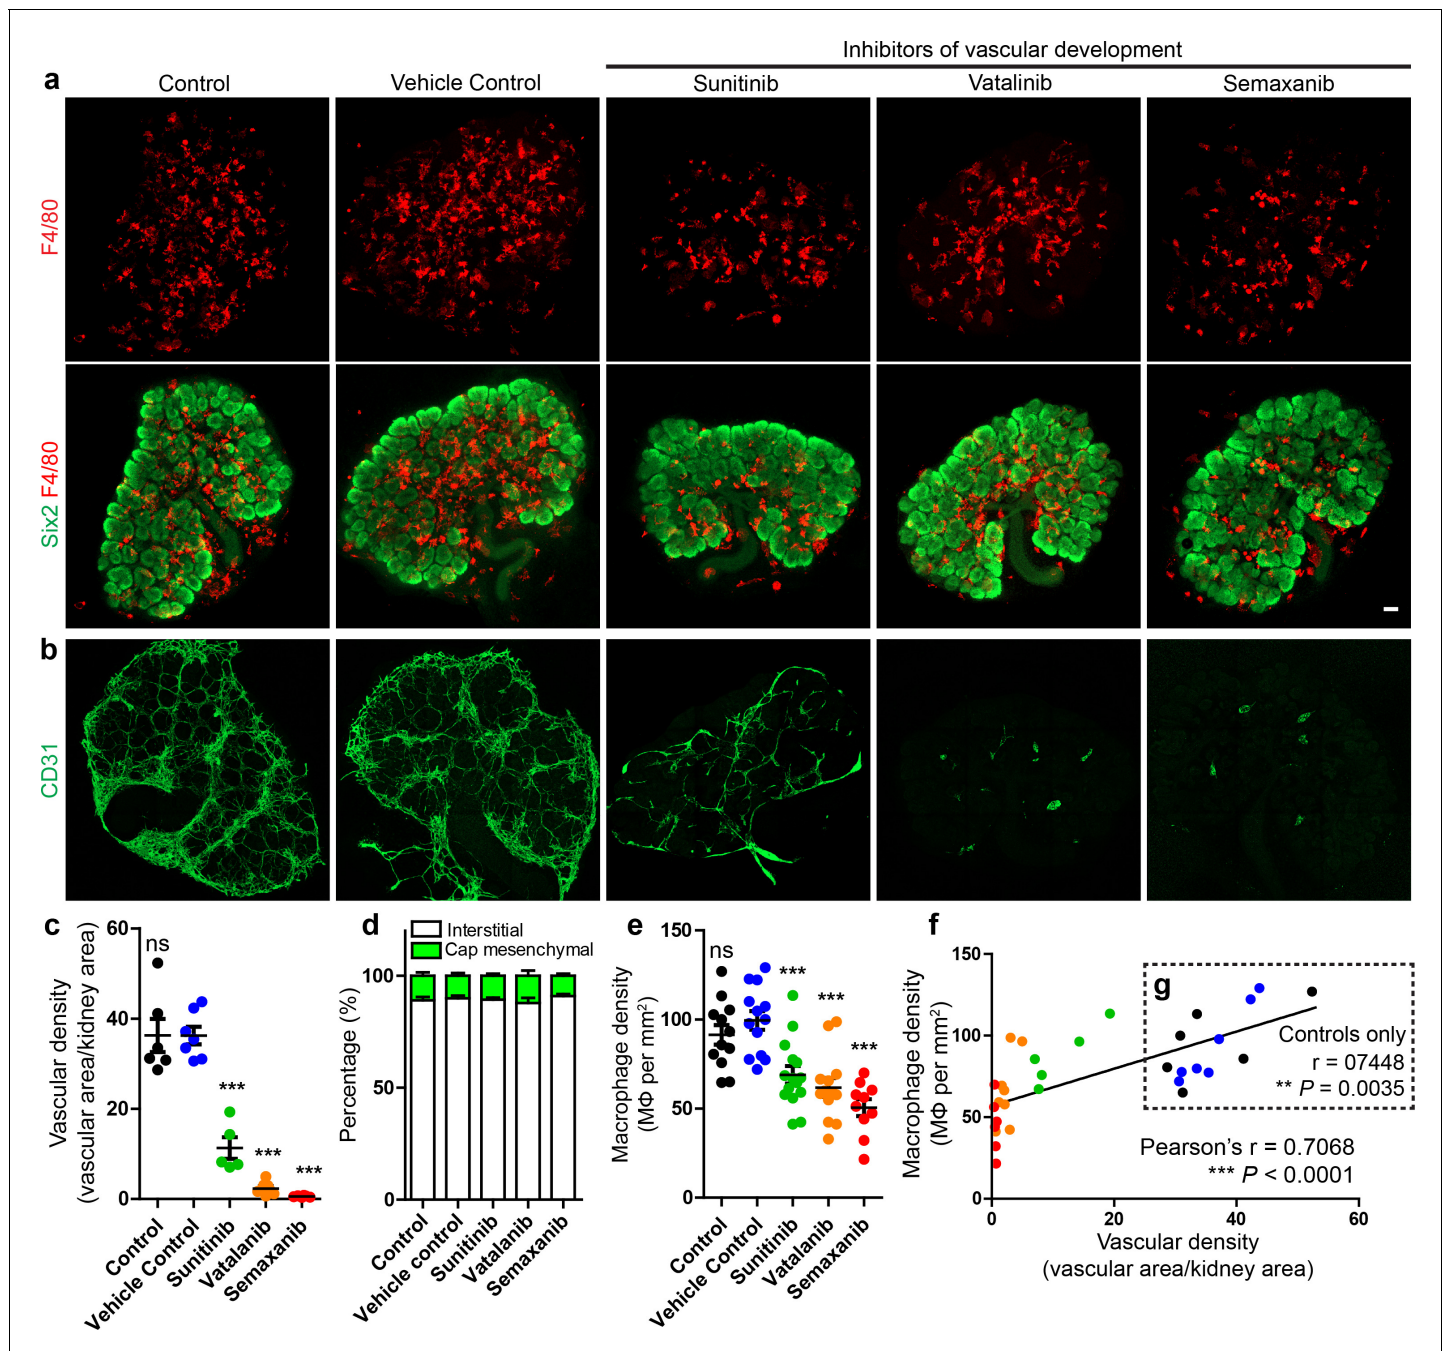 Inhibitors of vascular development
a
Control
Vehicle Control
Sunitinib
Vatalinib
Semaxanib
F4/80
Six2 F4/80
b
CD31
c
Vascular density
(vascular area/kidney area)
60
40
20
0
ns
***
***
***
Control
Vehicle Control
Sunitinib
Vatalanib
Semaxanib
d
Interstitial
Cap mesenchymal
Percentage (%)
100
50
0
Control
Vehicle control
Sunitinib
Vatalanib
Semaxanib
e
Macrophage density
(MΦ per mm²)
150
100
50
0
ns
***
***
***
Control
Vehicle Control
Sunitinib
Vatalanib
Semaxanib
f
Macrophage density
(MΦ per mm²)
150
100
50
0
g
Controls only
r = 07448
** P = 0.0035
Pearson's r = 0.7068
*** P < 0.0001
0
20
40
60
Vascular density
(vascular area/kidney area)